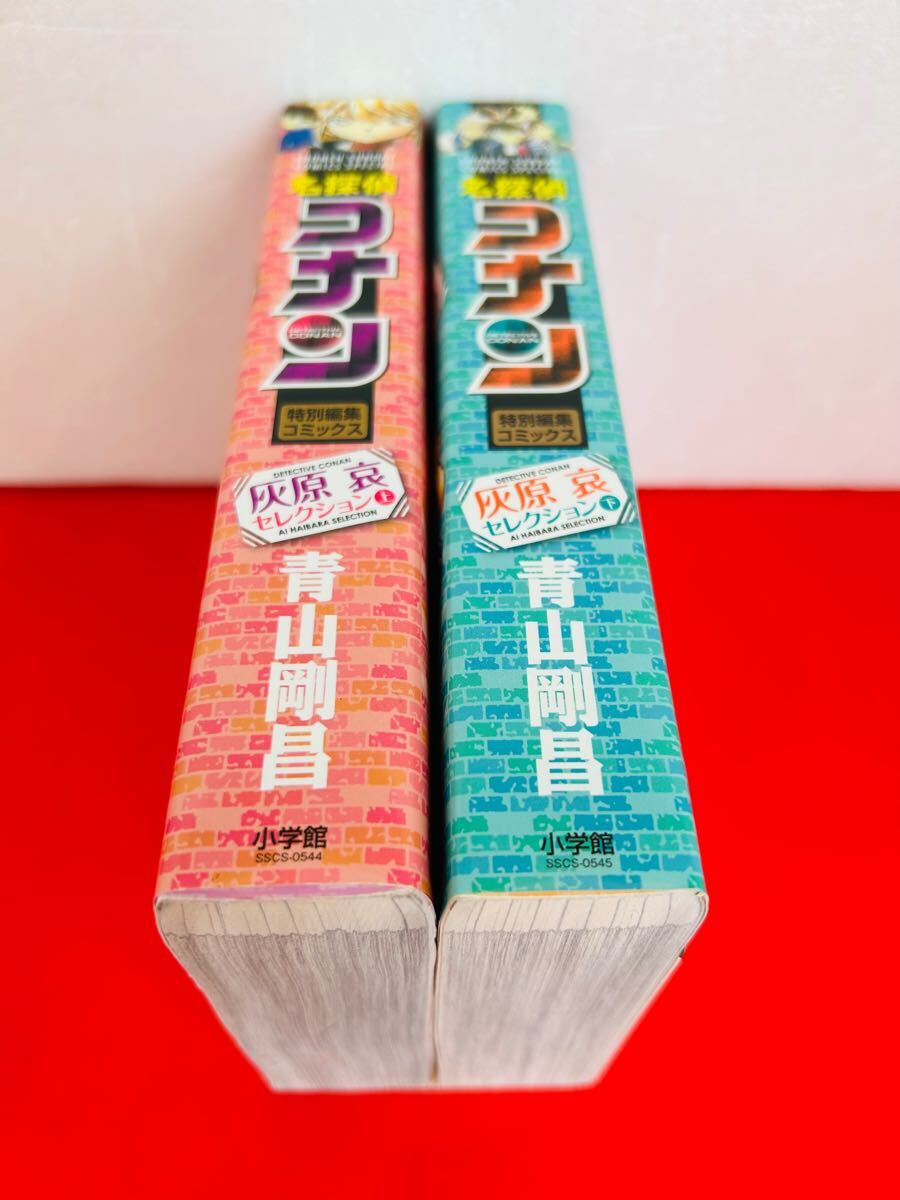 名探偵
コナン
DETECTIVE
CONAN
特別編集
コミックス
DETECTIVE CONAN
灰原 哀
セレクション 上
AI HAIBARA SELECTION
青山剛昌
小学館
SSCS-0544
名探偵
コナン
DETECTIVE
CONAN
特別編集
コミックス
DETECTIVE CONAN
灰原 哀
セレクション 下
AI HAIBARA SELECTION
青山剛昌
小学館
SSCS-0545